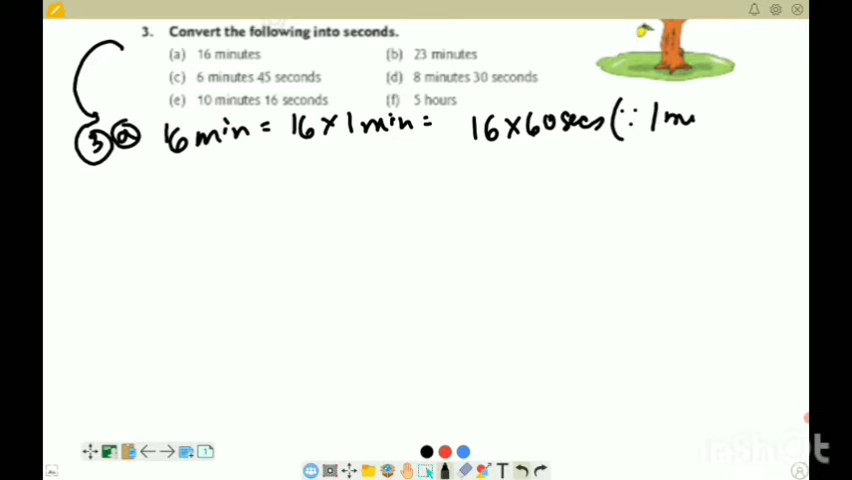 3. Convert the following into seconds.
(a) 16 minutes (b) 23 minutes
(c) 6 minutes 45 seconds (d) 8 minutes 30 seconds
(e) 10 minutes 16 seconds (f) 5 hours
3 a 16 min = 16 × 1 min = 16 × 60 secs (∵ 1 m